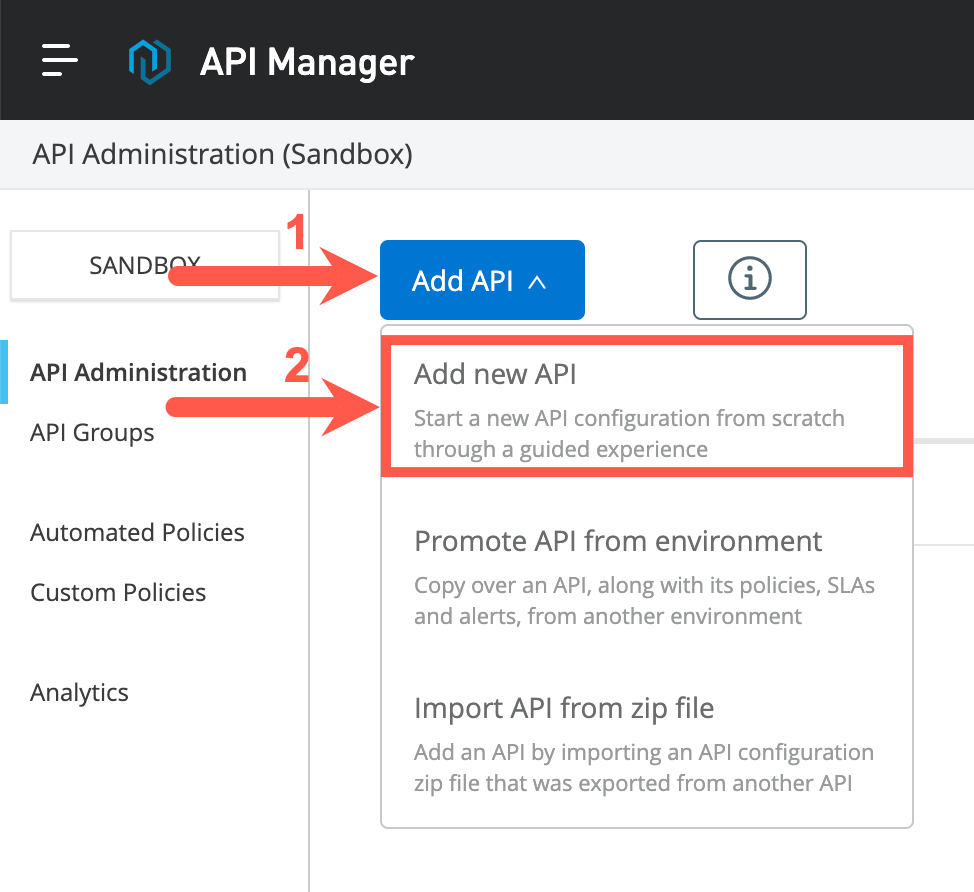 API Manager
API Administration (Sandbox)
SANDBOX
1
Add API
2
API Administration
API Groups
Automated Policies
Custom Policies
Analytics
Add new API
Start a new API configuration from scratch
through a guided experience
Promote API from environment
Copy over an API, along with its policies, SLAs
and alerts, from another environment
Import API from zip file
Add an API by importing an API configuration
zip file that was exported from another API